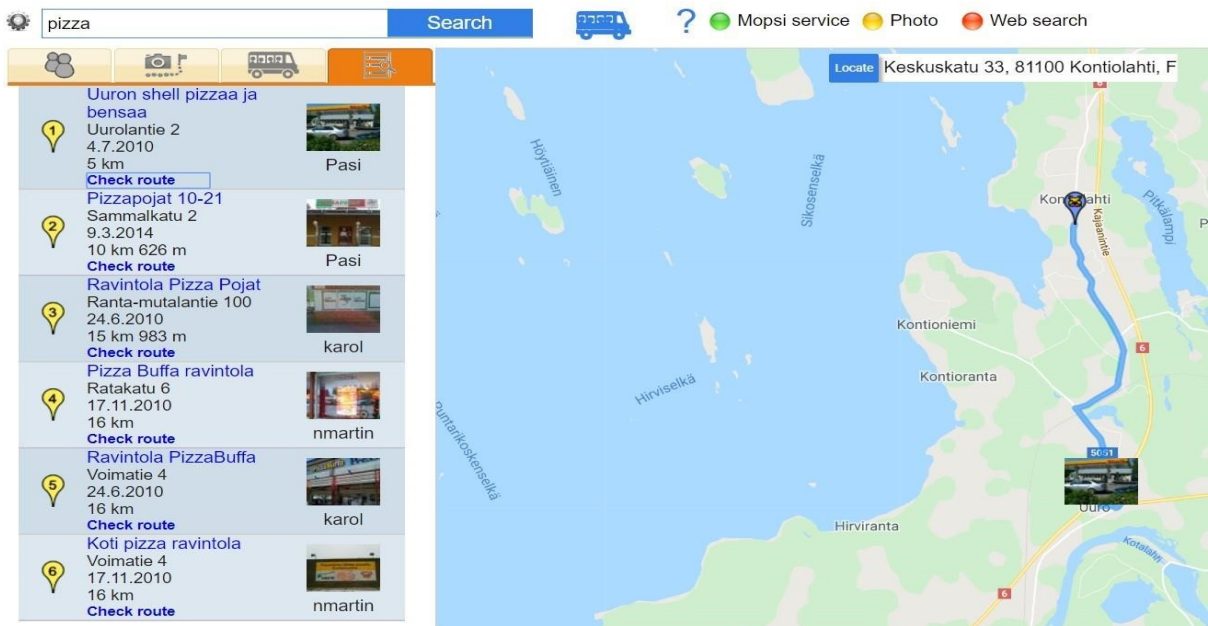 pizza
Search
?
Mopsi service
Photo
Web search
1
Uuron shell pizzaa ja
bensaa
Uurolantie 2
4.7.2010
5 km
Check route
Pasi
2
Pizzapojat 10-21
Sammalkatu 2
9.3.2014
10 km 626 m
Check route
Pasi
3
Ravintola Pizza Pojat
Ranta-mutalantie 100
24.6.2010
15 km 983 m
Check route
karol
4
Pizza Buffa ravintola
Ratakatu 6
17.11.2010
16 km
Check route
nmartin
5
Ravintola PizzaBuffa
Voimatie 4
24.6.2010
16 km
Check route
karol
6
Koti pizza ravintola
Voimatie 4
17.11.2010
16 km
Check route
nmartin
Locate
Keskuskatu 33, 81100 Kontiolahti, F
6
Höytiäinen
Sikosenselkä
Pitkälampi
Kajaanintie
P
Kontioniemi
6
Kontioranta
Hirviselkä
Puntarikoskenselkä
5051
Uuro
Hirviranta
Kotalahti
6